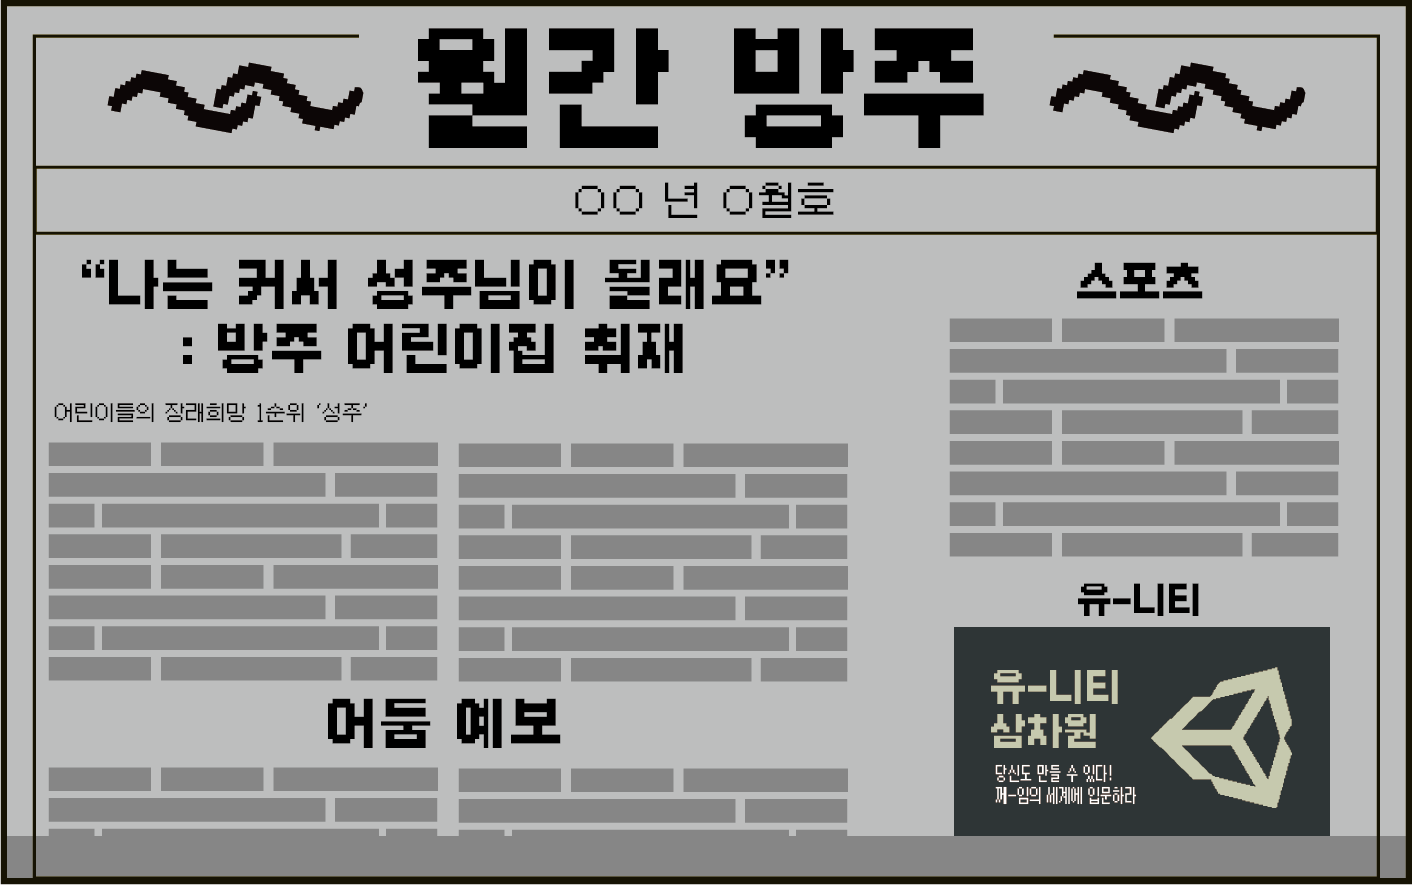 월간 방주
○○ 년 ○월호
“나는 커서 성주님이 될래요”
: 방주 어린이집 취재
어린이들의 장래희망 1순위 ‘성주’
어둠 예보
스포츠
유-니티
유-니티
삼차원
당신도 만들 수 있다!
께-임의 세계에 입문하라